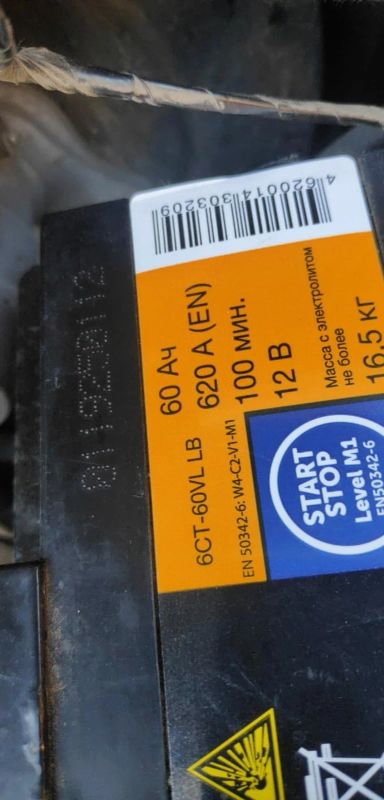 4620014303209
6СТ-60VL LB
60 Ач
620 А (EN)
EN 50342-6: W4-C2-V1-M1
100 мин.
12 В
Масса с электролитом
не более
16,5 кг
START
STOP
Level M1
EN50342-6